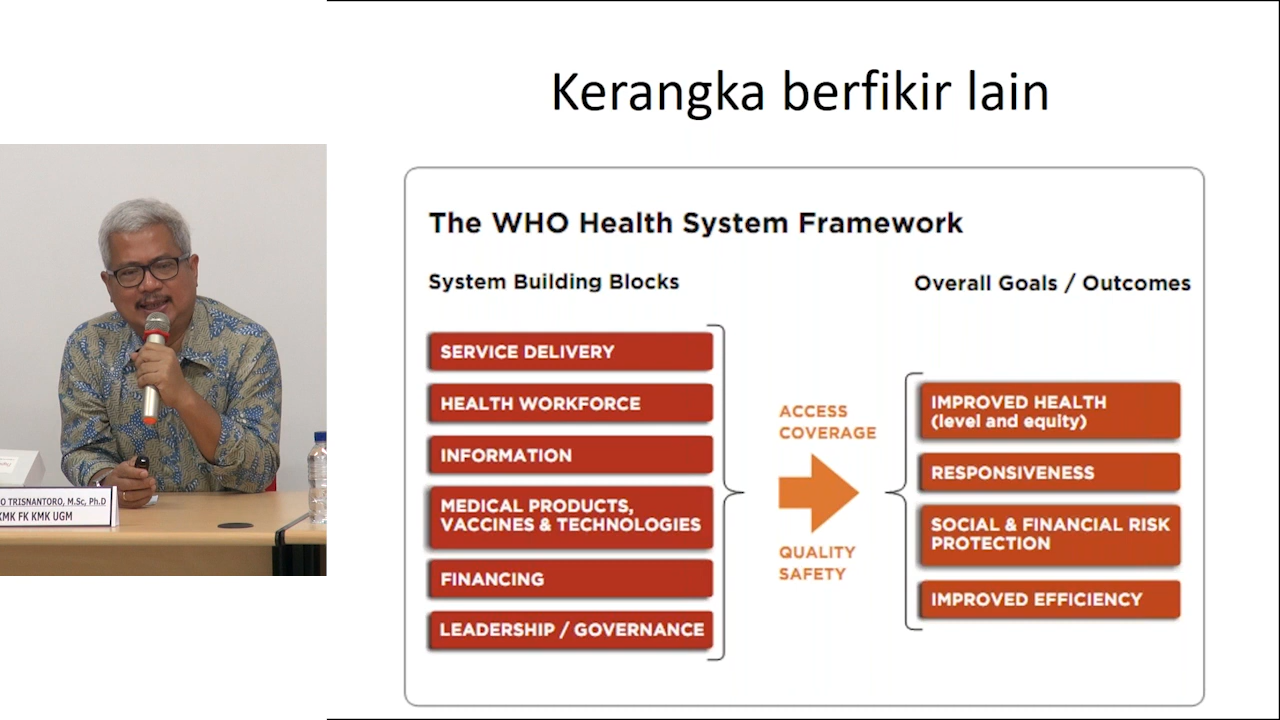 Kerangka berfikir lain
The WHO Health System Framework
System Building Blocks
SERVICE DELIVERY
HEALTH WORKFORCE
INFORMATION
MEDICAL PRODUCTS,
VACCINES & TECHNOLOGIES
FINANCING
LEADERSHIP / GOVERNANCE
ACCESS
COVERAGE
QUALITY
SAFETY
Overall Goals / Outcomes
IMPROVED HEALTH
(level and equity)
RESPONSIVENESS
SOCIAL & FINANCIAL RISK
PROTECTION
IMPROVED EFFICIENCY
TRISNANTORO, M.Sc, Ph.D
FK KMK UGM